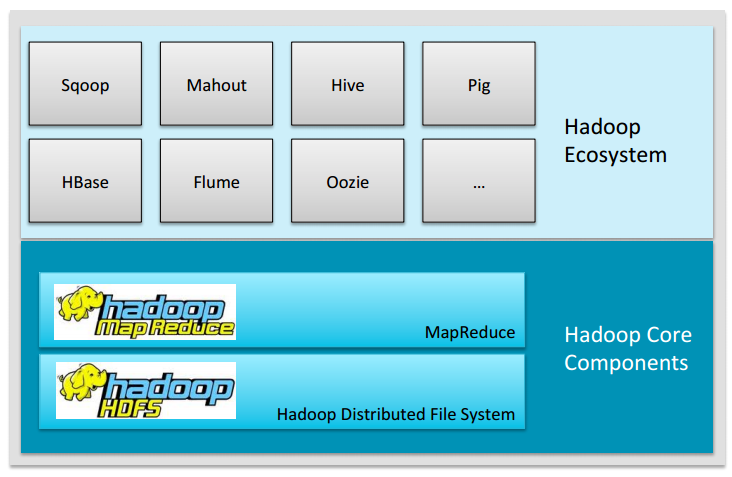 Sqoop
Mahout
Hive
Pig
HBase
Flume
Oozie
...
Hadoop
Ecosystem
hadoop
Map Reduce
MapReduce
hadoop
HDFS
Hadoop Distributed File System
Hadoop Core
Components